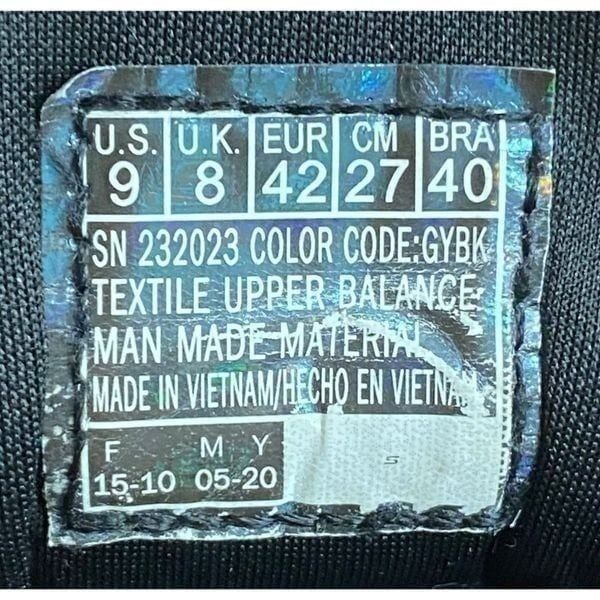 U.S. U.K. EUR CM BRA
9 8 42 27 40
SN 232023 COLOR CODE:GYBK
TEXTILE UPPER BALANCE
MAN MADE MATERIAL
MADE IN VIETNAM/HECHO EN VIETNAM
F M Y
15-10 05-20
S